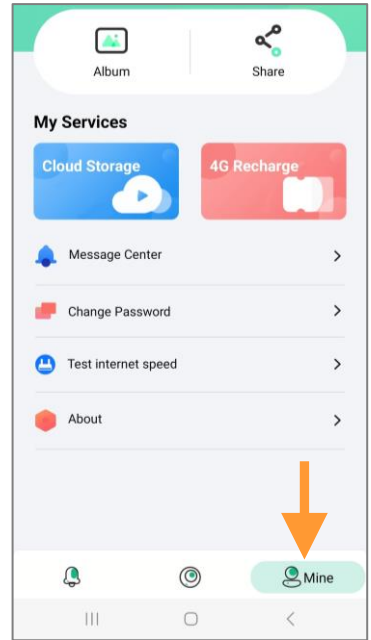 Album
Share
My Services
Cloud Storage
4G Recharge
Message Center
Change Password
Test internet speed
About
Mine